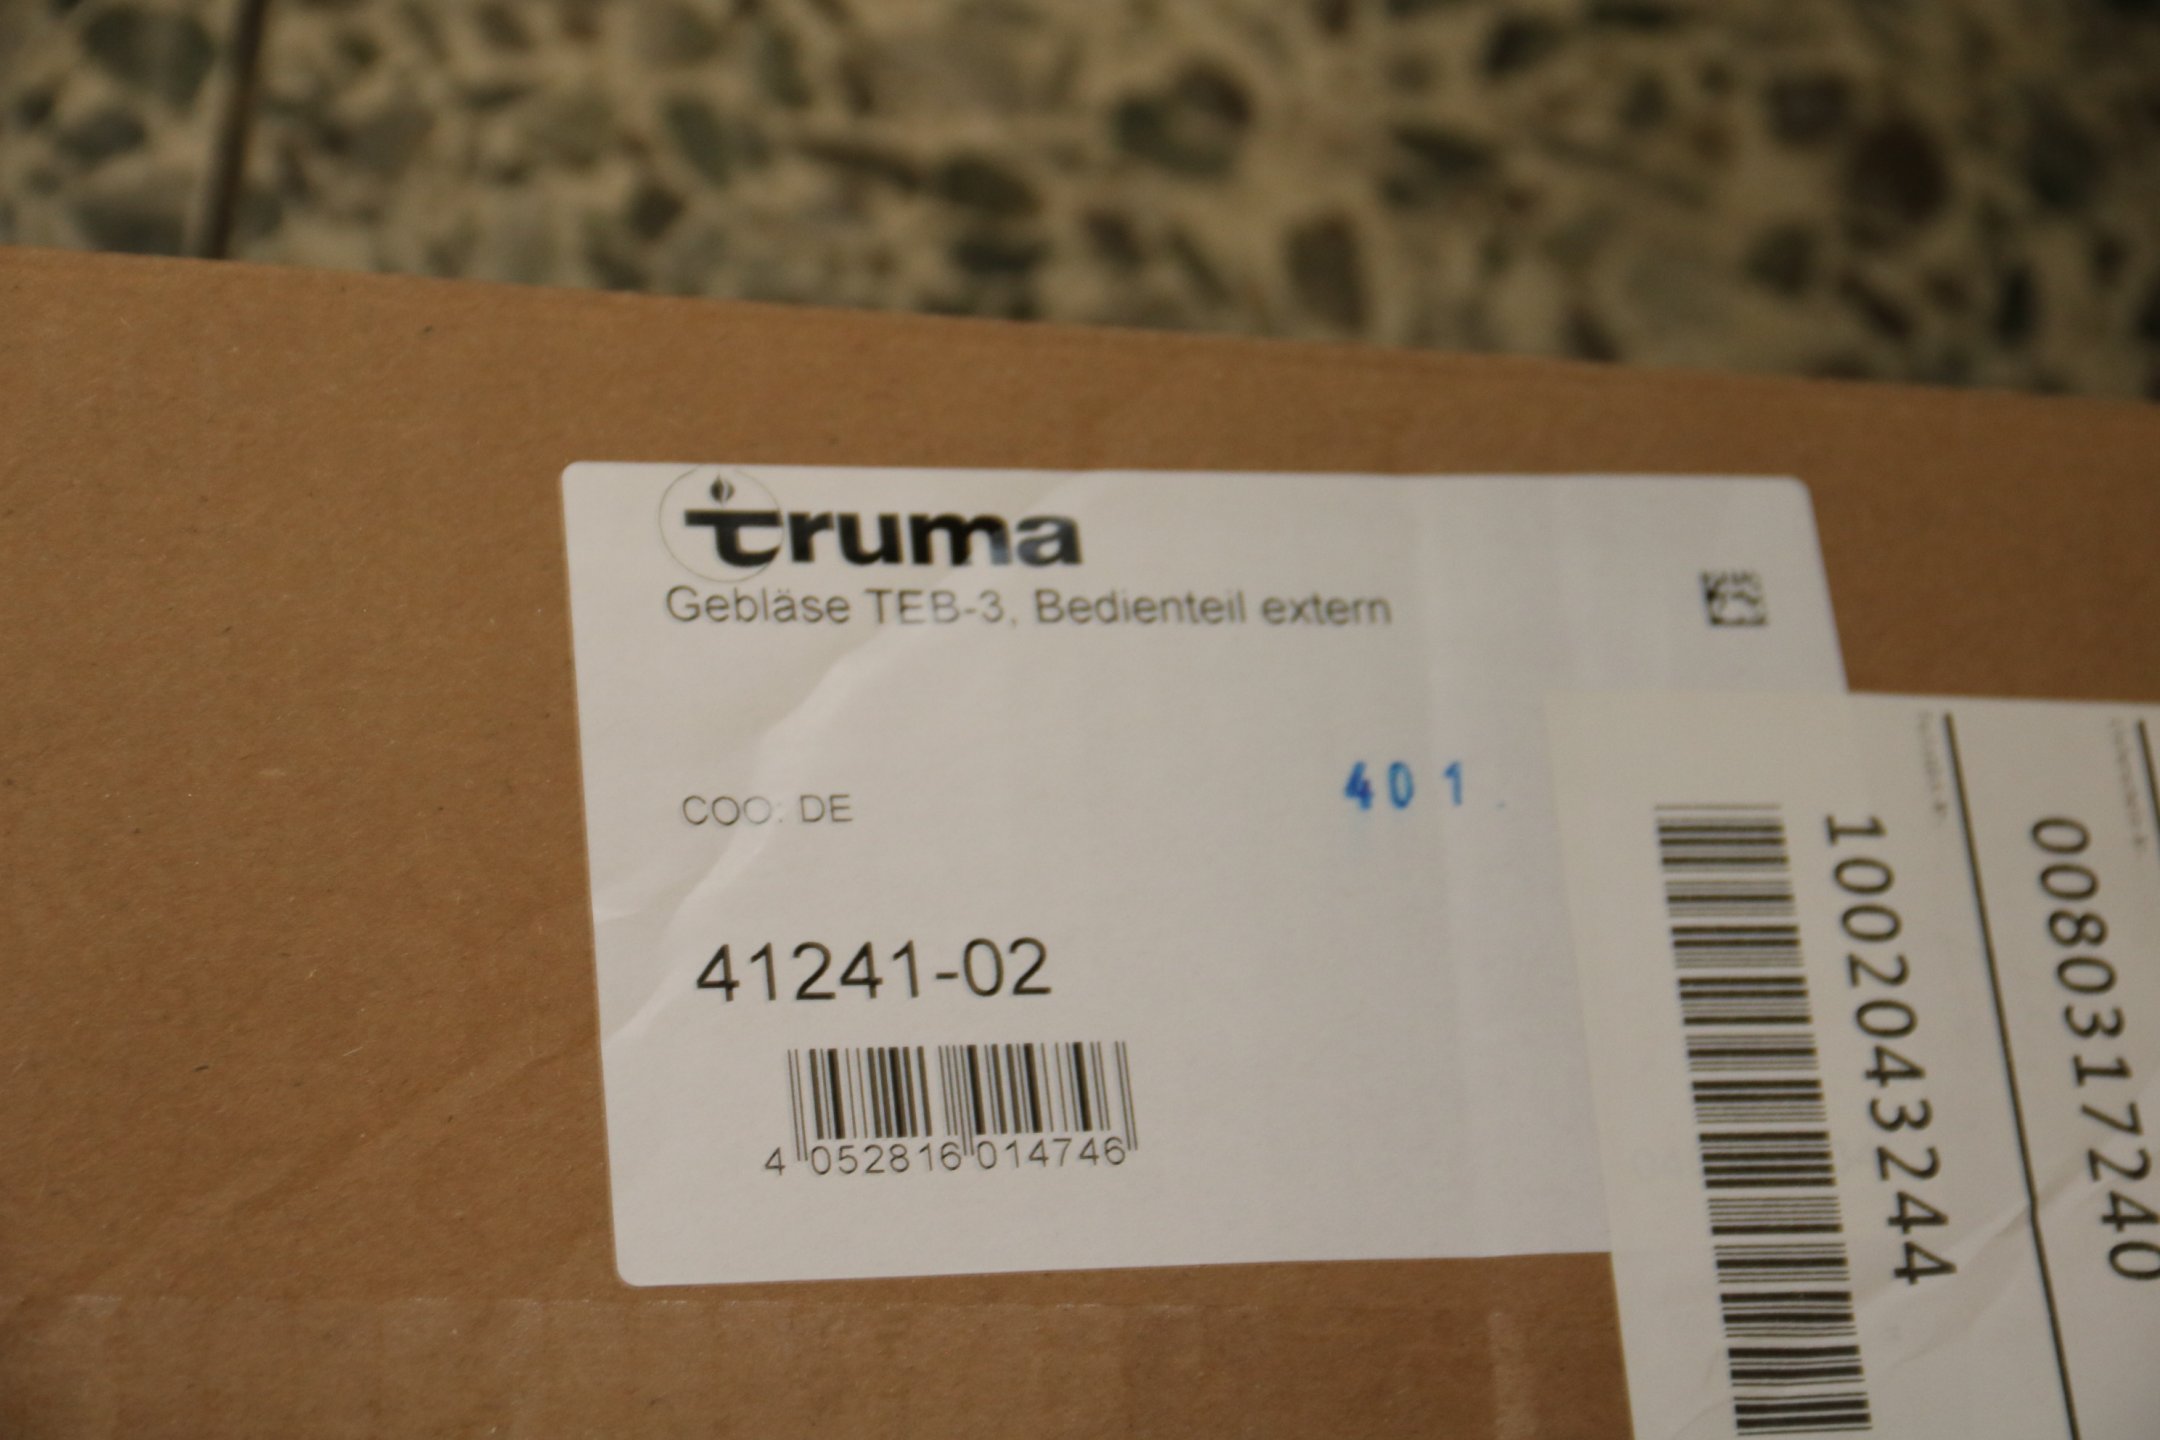 truma
Gebläse TEB-3, Bedienteil extern
COO: DE
401
41241-02
4 052816 014746
1002043244
0080317240